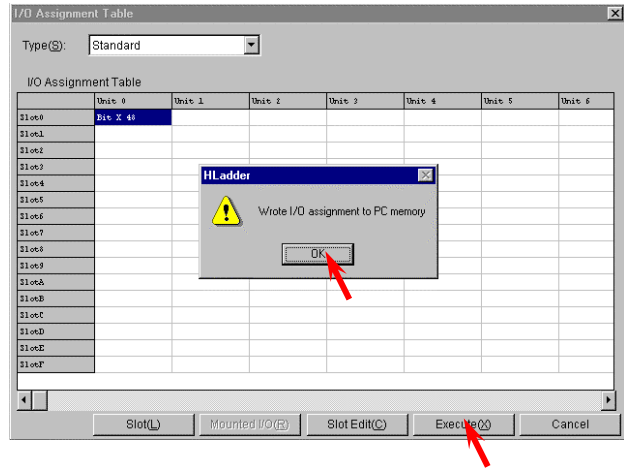 I/O Assignment Table
Type(S): Standard
I/O Assignment Table
Unit 0 Unit 1 Unit 2 Unit 3 Unit 4 Unit 5 Unit 6
Slot0 Bit X 48
Slot1
Slot2
Slot3
Slot4
Slot5
Slot6
Slot7
Slot8
Slot9
SlotA
SlotB
SlotC
SlotD
SlotE
SlotF
HLadder
Wrote I/O assignment to PC memory
OK
Slot(L) Mounted I/O(R) Slot Edit(C) Execute(X) Cancel